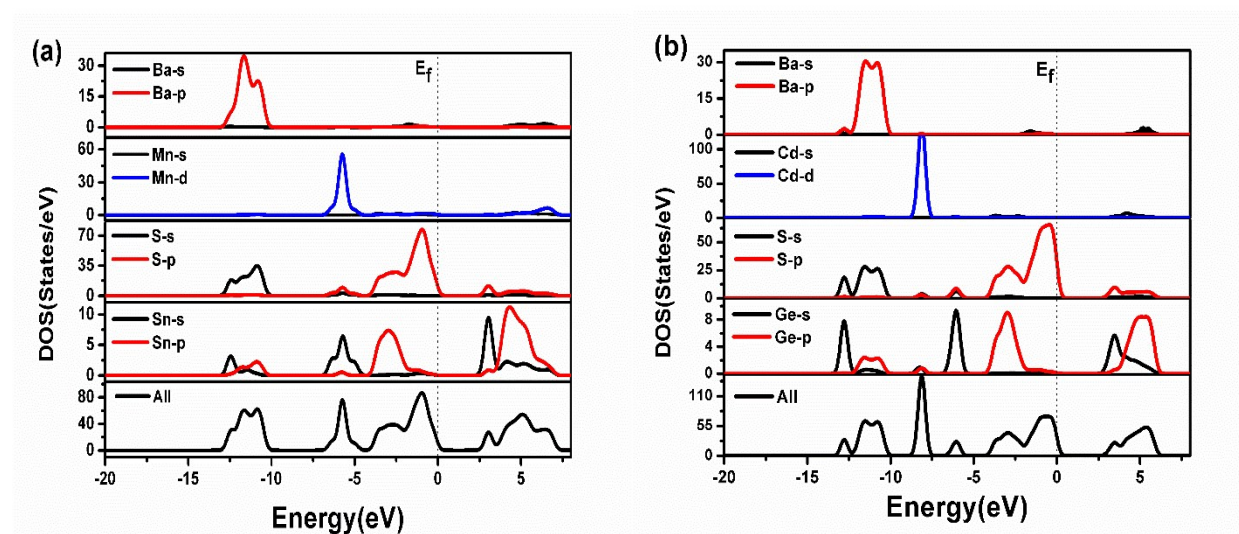 (a)
Ba-s
Ba-p
E_f
30
15
0
Mn-s
Mn-d
60
30
0
S-s
S-p
70
35
0
Sn-s
Sn-p
10
5
0
All
80
40
0
DOS(States/eV)
-20 -15 -10 -5 0 5
Energy(eV)
(b)
Ba-s
Ba-p
E_f
30
15
0
Cd-s
Cd-d
100
50
0
S-s
S-p
50
25
0
Ge-s
Ge-p
8
4
0
All
110
55
0
DOS(States/eV)
-20 -15 -10 -5 0 5
Energy(eV)